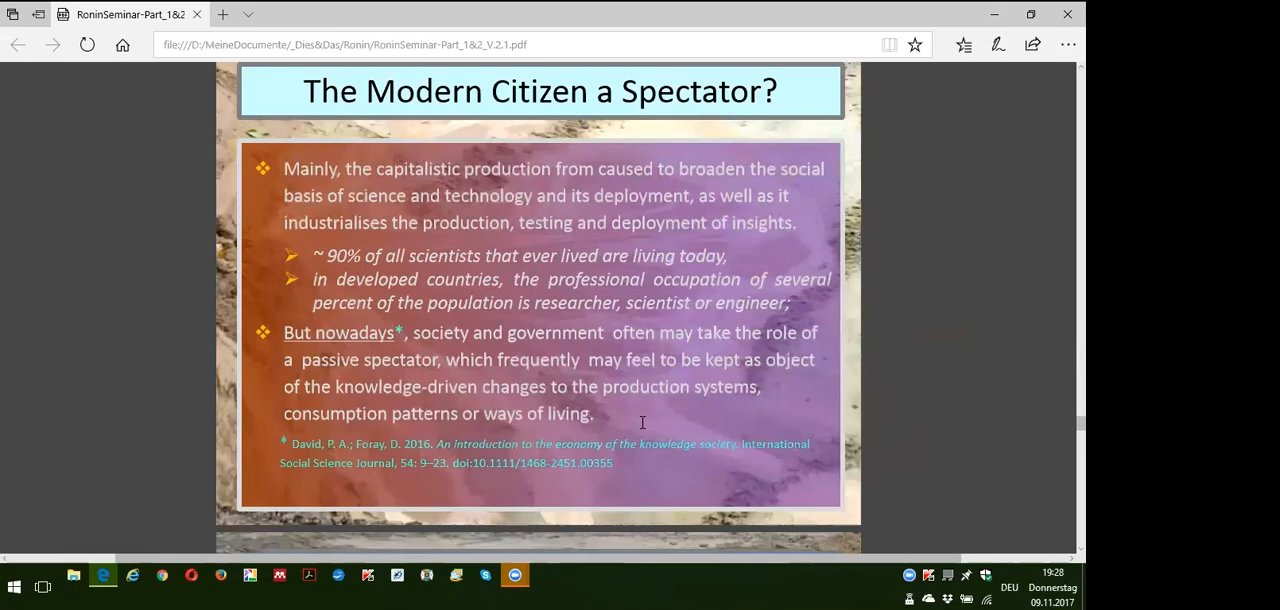 RoninSeminar-Part_1&2
file:///D:/MeineDocumente/_Dies&Das/Ronin/RoninSeminar-Part_1&2_V.2.1.pdf
The Modern Citizen a Spectator?
Mainly, the capitalistic production from caused to broaden the social
basis of science and technology and its deployment, as well as it
industrialises the production, testing and deployment of insights.
~ 90% of all scientists that ever lived are living today,
in developed countries, the professional occupation of several
percent of the population is researcher, scientist or engineer;
But nowadays*, society and government often may take the role of
a passive spectator, which frequently may feel to be kept as object
of the knowledge-driven changes to the production systems,
consumption patterns or ways of living.
* David, P. A.; Foray, D. 2016. An introduction to the economy of the knowledge society. International
Social Science Journal, 54: 9–23. doi:10.1111/1468-2451.00355
19:28
DEU Donnerstag
09.11.2017